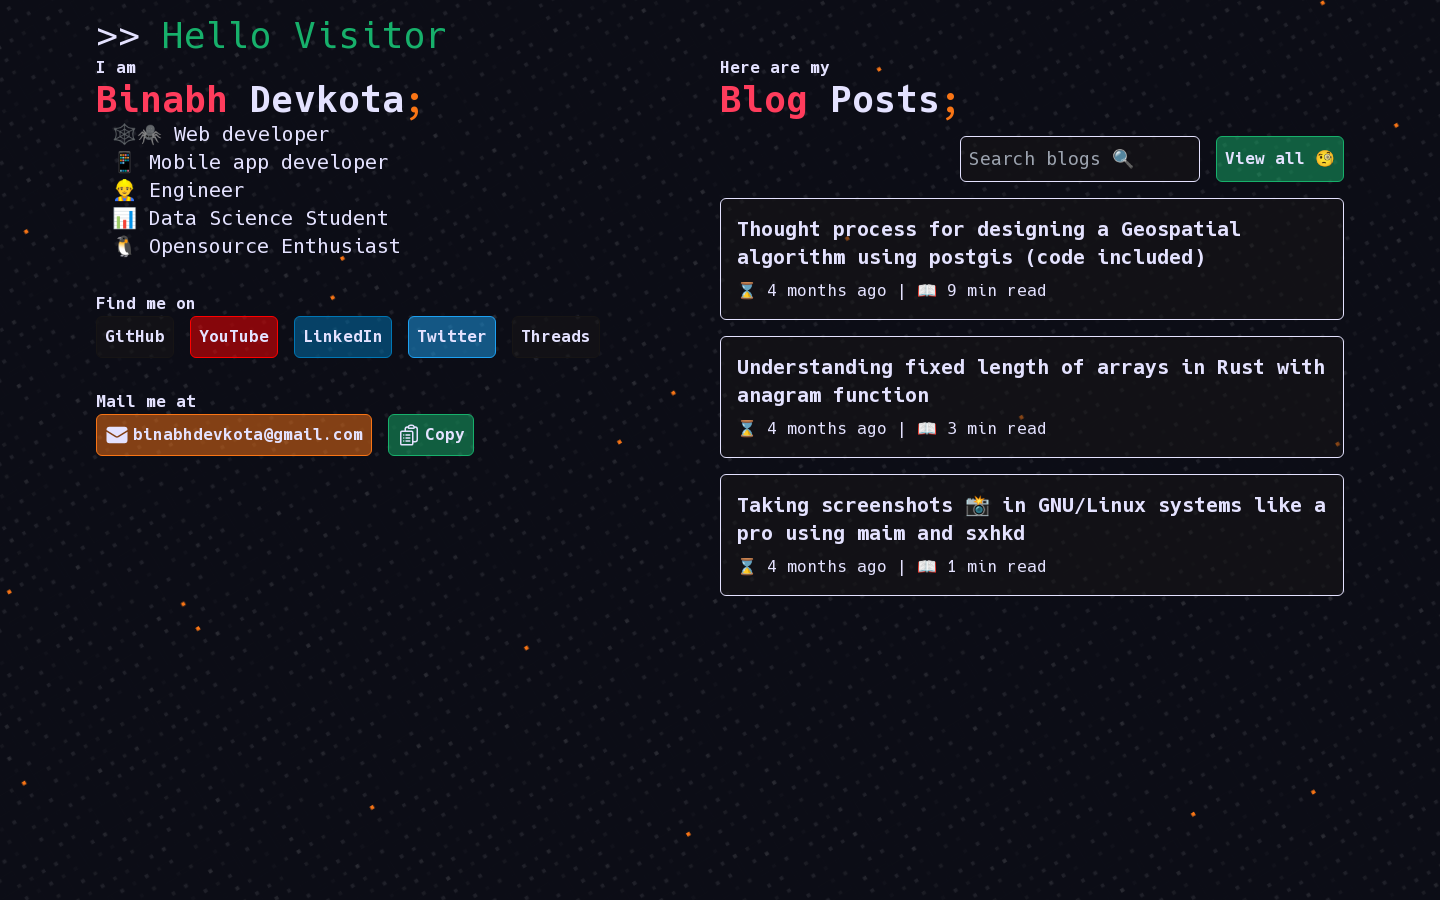 >> Hello Visitor
I am
Binabh Devkota;
🕸️🕷️ Web developer
📱 Mobile app developer
👷 Engineer
📊 Data Science Student
🐧 Opensource Enthusiast
Find me on
GitHub YouTube LinkedIn Twitter Threads
Mail me at
binabhdevkota@gmail.com Copy
Here are my
Blog Posts;
Search blogs 🔍 View all 🧐
Thought process for designing a Geospatial
algorithm using postgis (code included)
⌛ 4 months ago | 📖 9 min read
Understanding fixed length of arrays in Rust with
anagram function
⌛ 4 months ago | 📖 3 min read
Taking screenshots 📸 in GNU/Linux systems like a
pro using maim and sxhkd
⌛ 4 months ago | 📖 1 min read